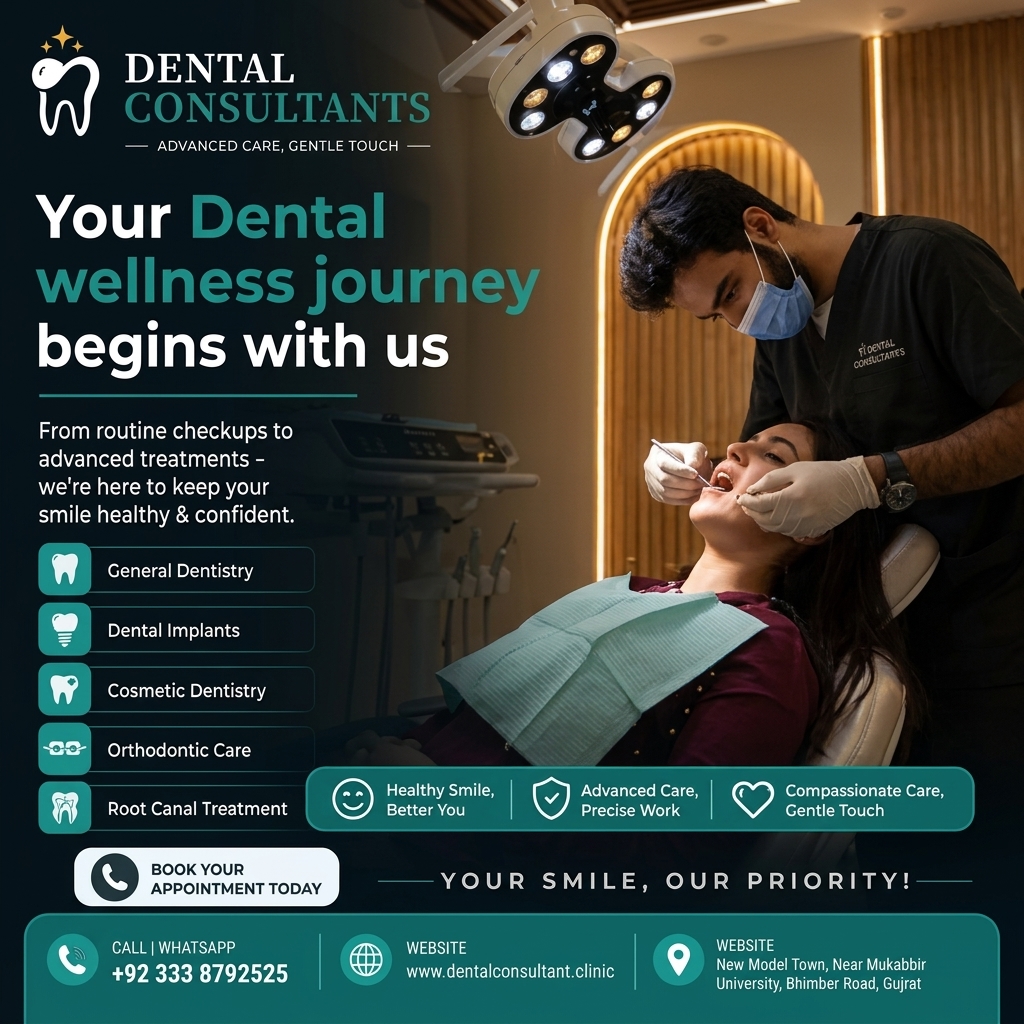 DENTAL
CONSULTANTS
ADVANCED CARE, GENTLE TOUCH
Your Dental
wellness journey
begins with us
From routine checkups to
advanced treatments –
we're here to keep your
smile healthy & confident.
General Dentistry
Dental Implants
Cosmetic Dentistry
Orthodontic Care
Root Canal Treatment
DENTAL
CONSULTANTS
Healthy Smile,
Better You
Advanced Care,
Precise Work
Compassionate Care,
Gentle Touch
BOOK YOUR
APPOINTMENT TODAY
YOUR SMILE, OUR PRIORITY!
CALL | WHATSAPP
+92 333 8792525
WEBSITE
www.dentalconsultant.clinic
WEBSITE
New Model Town, Near Mukabbir
University, Bhimber Road, Gujrat